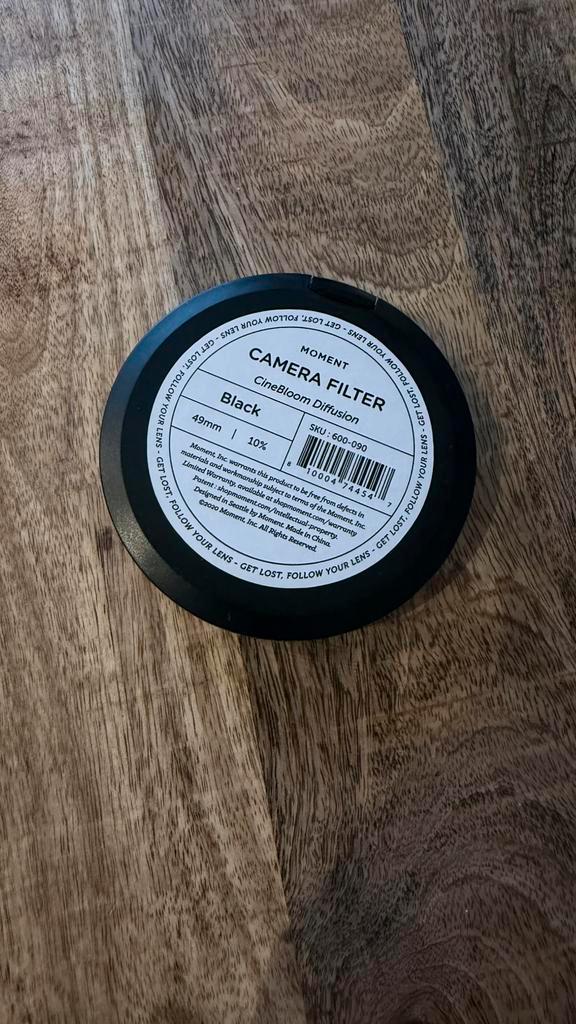 MOMENT
CAMERA FILTER
CineBloom Diffusion
Black
49mm | 10%
SKU : 600-090
8 10004 74454 7
Moment, Inc. warrants this product to be free from defects in
materials and workmanship subject to terms of the Moment, Inc.
Limited Warranty, available at shopmoment.com/warranty
Patent : shopmoment.com/intellectual-property.
Designed in Seattle by Moment. Made in China.
©2020 Moment, Inc. All Rights Reserved.
GET LOST, FOLLOW YOUR LENS - GET LOST, FOLLOW YOUR LENS - GET LOST, FOLLOW YOUR LENS - GET LOST, FOLLOW YOUR LENS -